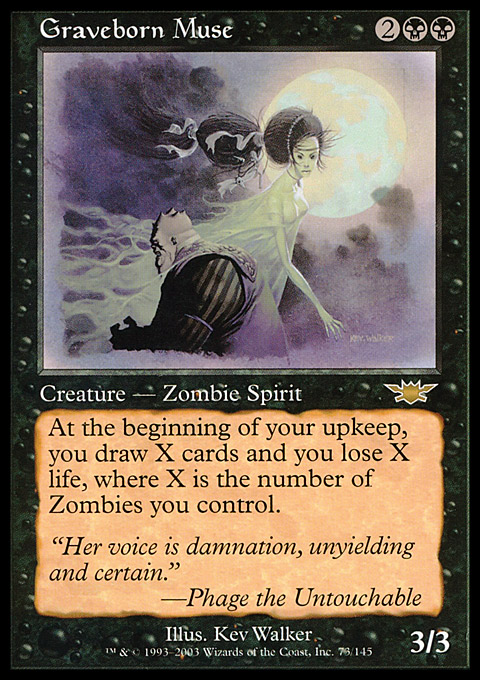 Graveborn Muse 2
KEV WALKER
Creature — Zombie Spirit
At the beginning of your upkeep,
you draw X cards and you lose X
life, where X is the number of
Zombies you control.
“Her voice is damnation, unyielding
and certain.”
—Phage the Untouchable
Illus. Kev Walker
™ & © 1993–2003 Wizards of the Coast, Inc. 73/145
3/3